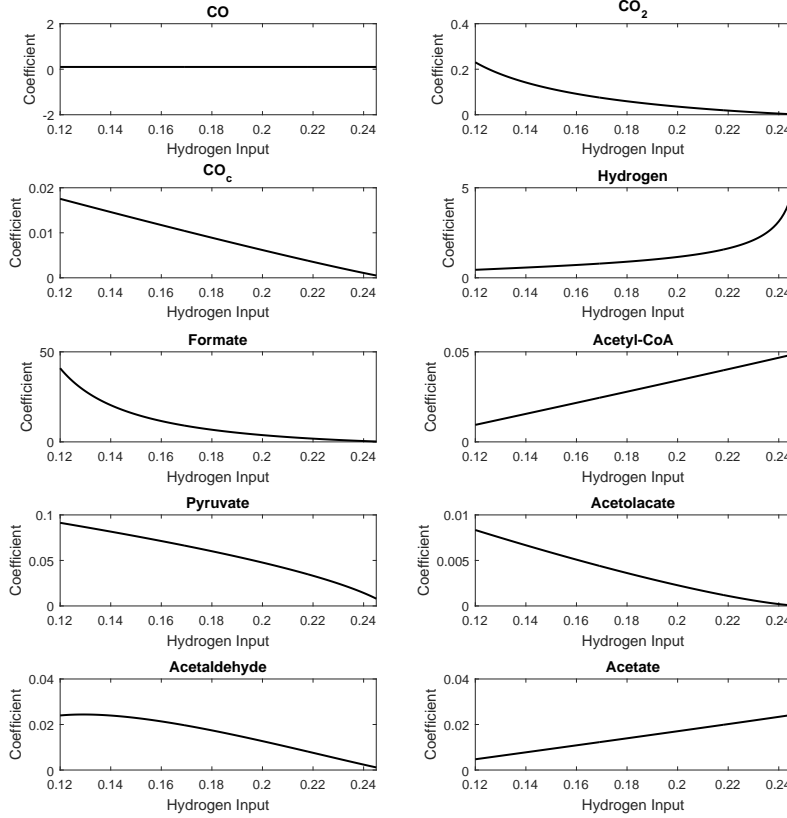 CO
2
0
-2
Coefficient
0.12 0.14 0.16 0.18 0.2 0.22 0.24
Hydrogen Input
CO2
0.4
0.2
0
Coefficient
0.12 0.14 0.16 0.18 0.2 0.22 0.24
Hydrogen Input
COc
0.02
0.01
0
Coefficient
0.12 0.14 0.16 0.18 0.2 0.22 0.24
Hydrogen Input
Hydrogen
5
0
Coefficient
0.12 0.14 0.16 0.18 0.2 0.22 0.24
Hydrogen Input
Formate
50
0
Coefficient
0.12 0.14 0.16 0.18 0.2 0.22 0.24
Hydrogen Input
Acetyl-CoA
0.05
0
Coefficient
0.12 0.14 0.16 0.18 0.2 0.22 0.24
Hydrogen Input
Pyruvate
0.1
0.05
0
Coefficient
0.12 0.14 0.16 0.18 0.2 0.22 0.24
Hydrogen Input
Acetolacate
0.01
0.005
0
Coefficient
0.12 0.14 0.16 0.18 0.2 0.22 0.24
Hydrogen Input
Acetaldehyde
0.04
0.02
0
Coefficient
0.12 0.14 0.16 0.18 0.2 0.22 0.24
Hydrogen Input
Acetate
0.04
0.02
0
Coefficient
0.12 0.14 0.16 0.18 0.2 0.22 0.24
Hydrogen Input